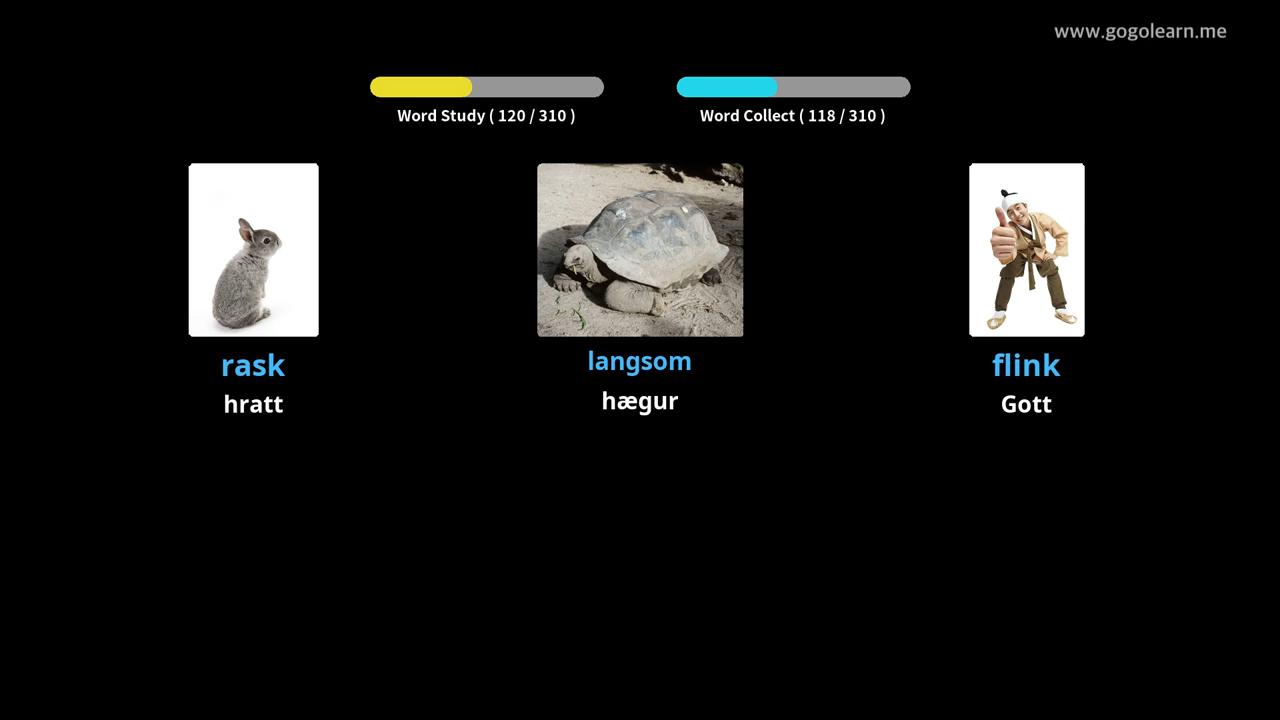 www.gogolearn.me
Word Study ( 120 / 310 )
Word Collect ( 118 / 310 )
rask
hratt
langsom
hægur
flink
Gott